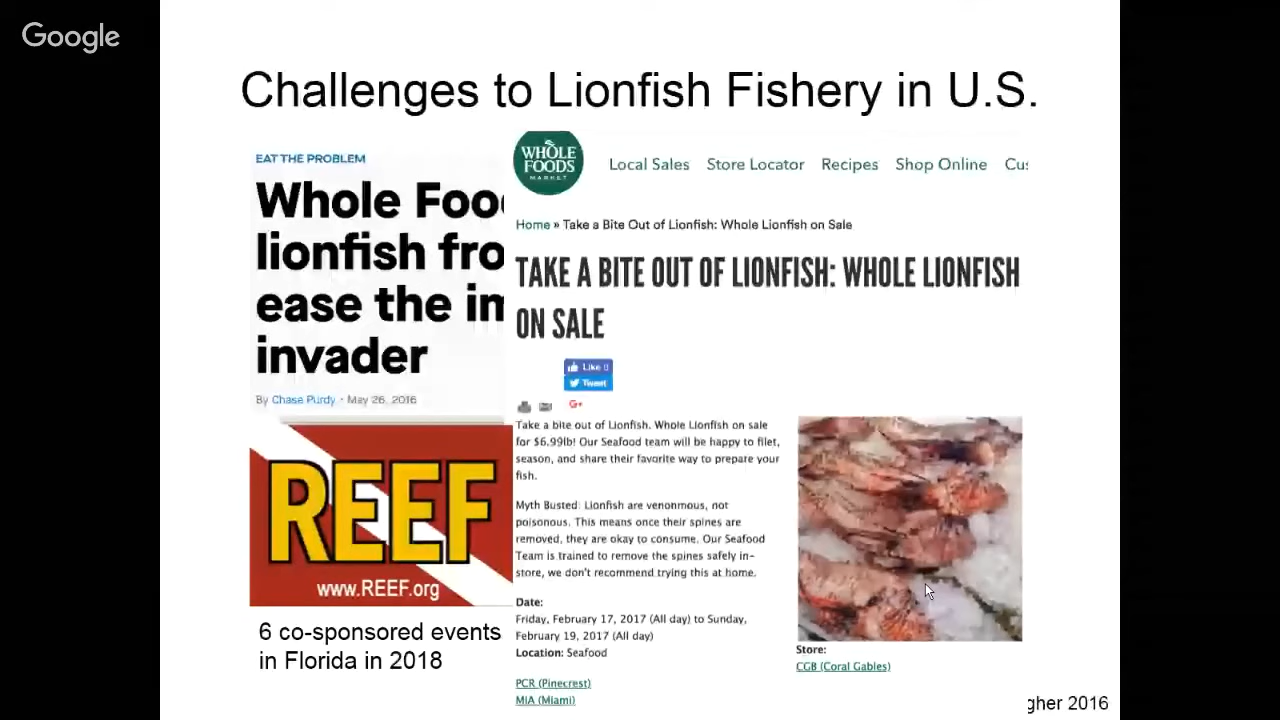 Google
Challenges to Lionfish Fishery in U.S.
EAT THE PROBLEM
Whole Foo
lionfish fro
ease the in
invader
By Chase Purdy • May 26, 2016
REEF
www.REEF.org
6 co-sponsored events
in Florida in 2018
WHOLE
FOODS
MARKET
Local Sales Store Locator Recipes Shop Online Cus
Home » Take a Bite Out of Lionfish: Whole Lionfish on Sale
TAKE A BITE OUT OF LIONFISH: WHOLE LIONFISH
ON SALE
Like 0
Tweet
G+
Take a bite out of Lionfish. Whole Lionfish on sale
for $6.99lb! Our Seafood team will be happy to filet,
season, and share their favorite way to prepare your
fish.
Myth Busted: Lionfish are venonmous, not
poisonous. This means once their spines are
removed, they are okay to consume. Our Seafood
Team is trained to remove the spines safely in-
store, we don't recommend trying this at home.
Date:
Friday, February 17, 2017 (All day) to Sunday,
February 19, 2017 (All day)
Location: Seafood
PCR (Pinecrest)
MIA (Miami)
Store:
CGB (Coral Gables)
gher 2016